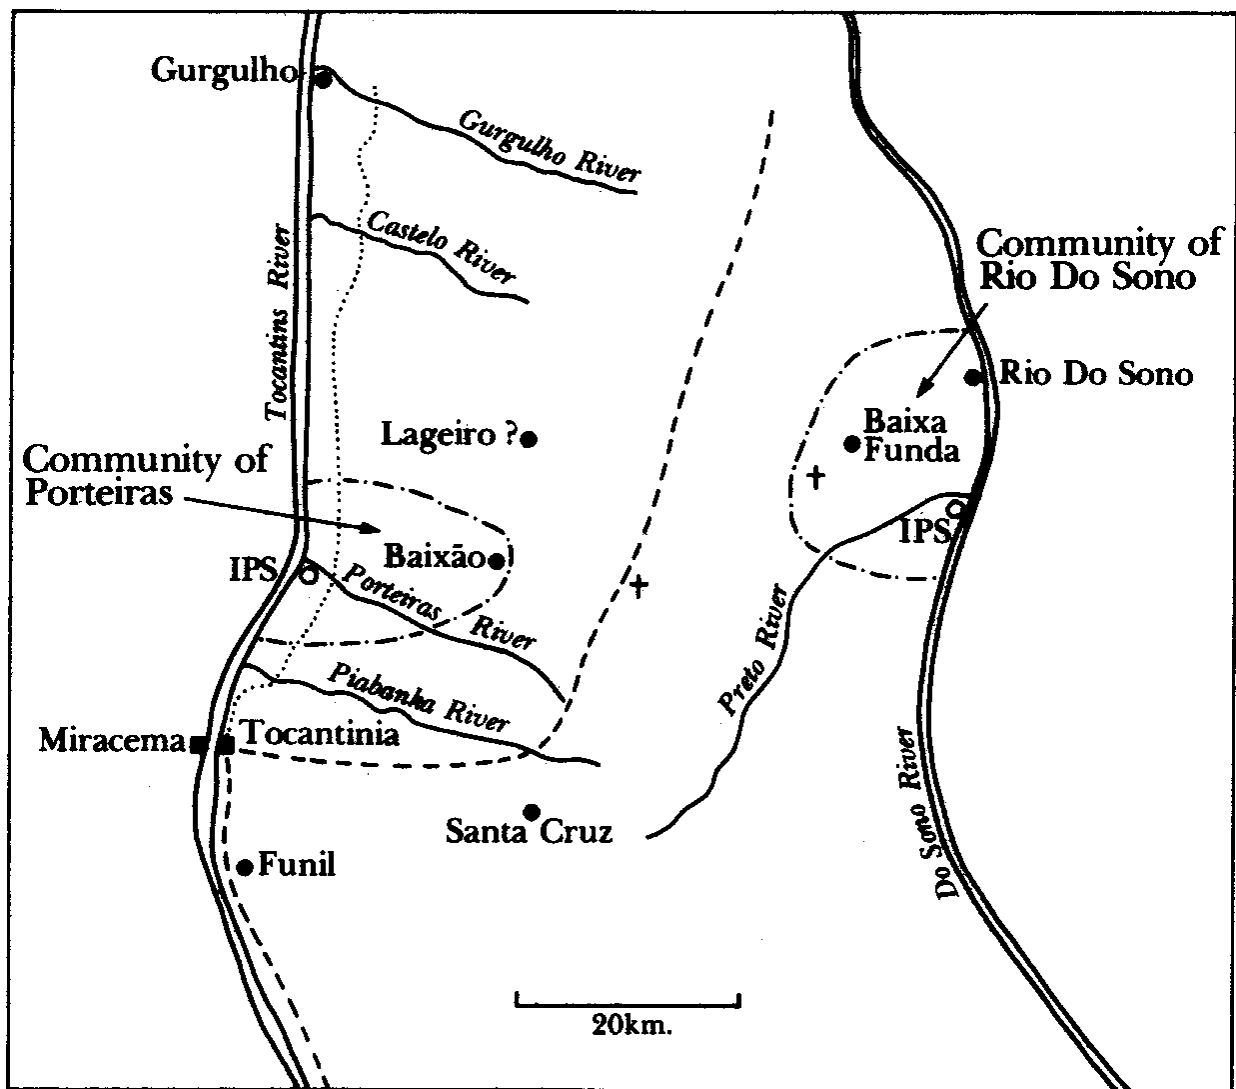 Gurgulho
Gurgulho River
Castelo River
Tocantins River
Community of
Rio Do Sono
Rio Do Sono
Lageiro ?
Baixa
Funda
Community of
Porteiras
IPS
Baixão
IPS
Porteiras River
Preto River
Piabanha River
Miracema
Tocantinia
Santa Cruz
Do Sono River
Funil
20km.